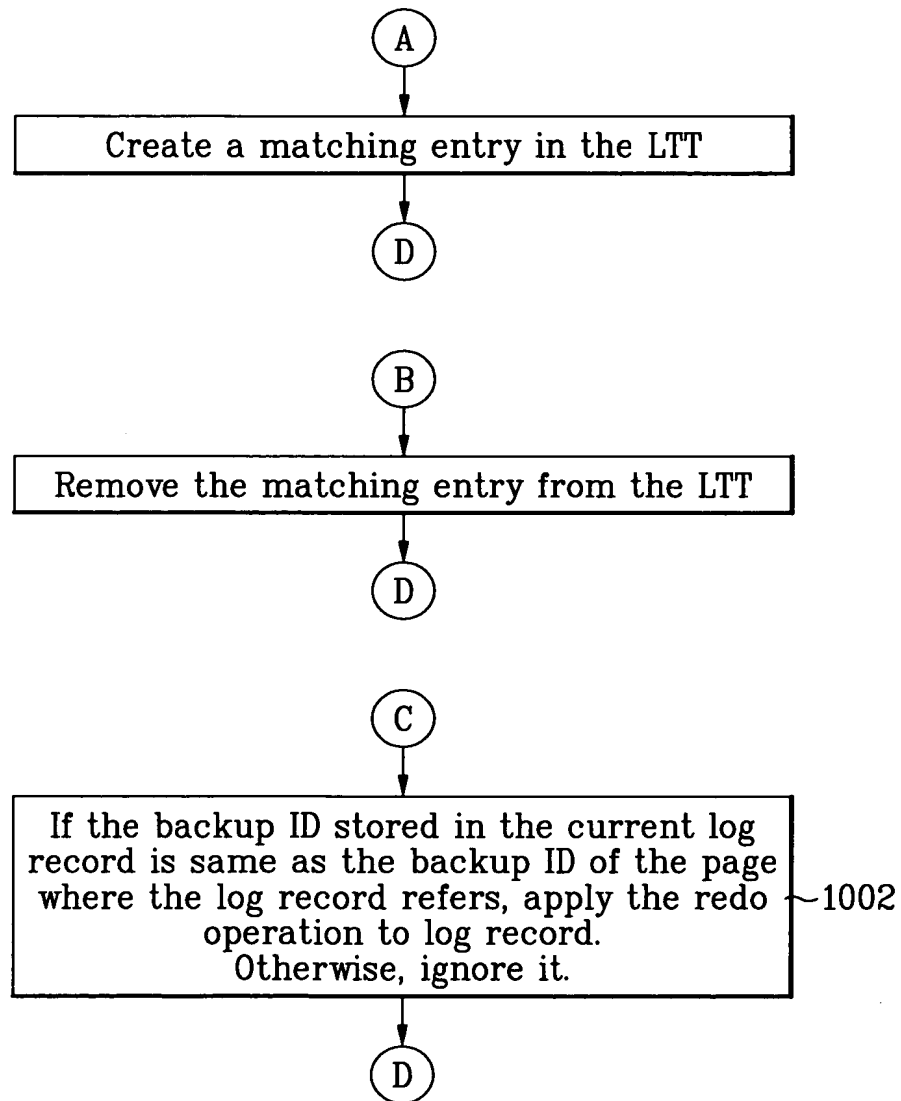 A
Create a matching entry in the LTT
D
B
Remove the matching entry from the LTT
D
C
If the backup ID stored in the current log
record is same as the backup ID of the page
where the log record refers, apply the redo
operation to log record.
Otherwise, ignore it.
1002
D